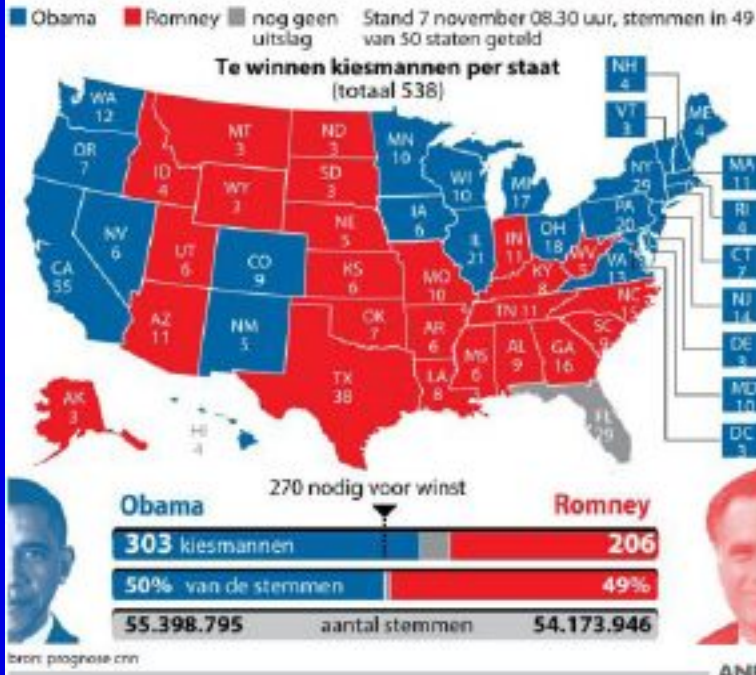 Obama Romney nog geen uitslag
Stand 7 november 08.30 uur, stemmen in 49 van 50 staten geteld
Te winnen kiesmannen per staat
(totaal 538)
NH 4
VT 3
WA 12
OR 7
CA 55
NV 6
ID 4
MT 3
WY 3
UT 6
AZ 11
CO 9
NM 5
ND 3
SD 3
NE 5
KS 6
OK 7
TX 38
MN 10
IA 6
MO 10
AR 6
LA 8
WI 10
IL 21
MI 17
IN 11
OH 18
KY 8
TN 11
MS 6
AL 9
GA 16
FL 29
SC 9
NC 15
WV 5
VA 13
PA 20
NY 29
ME 4
MA 11
RI
CT 7
NJ 14
DE 3
MD 10
DC 3
AK 3
HI 4
270 nodig voor winst
Obama Romney
303 kiesmannen 206
50% van de stemmen 49%
55.398.795 aantal stemmen 54.173.946
bron: prognose cnn